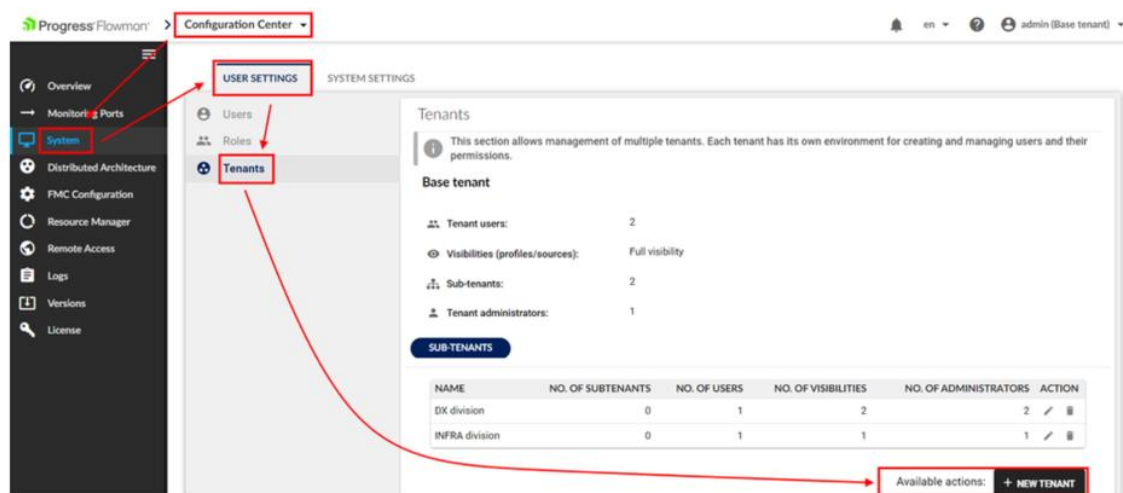 Progress Flowmon
Configuration Center
en
admin (Base tenant)
Overview
Monitoring Ports
System
Distributed Architecture
FMC Configuration
Resource Manager
Remote Access
Logs
Versions
License
USER SETTINGS
SYSTEM SETTINGS
Users
Roles
Tenants
Tenants
This section allows management of multiple tenants. Each tenant has its own environment for creating and managing users and their
permissions.
Base tenant
Tenant users: 2
Visibilities (profiles/sources): Full visibility
Sub-tenants: 2
Tenant administrators: 1
SUB-TENANTS
NAME NO. OF SUBTENANTS NO. OF USERS NO. OF VISIBILITIES NO. OF ADMINISTRATORS ACTION
DX division 0 1 2 2
INFRA division 0 1 1 1
Available actions: + NEW TENANT